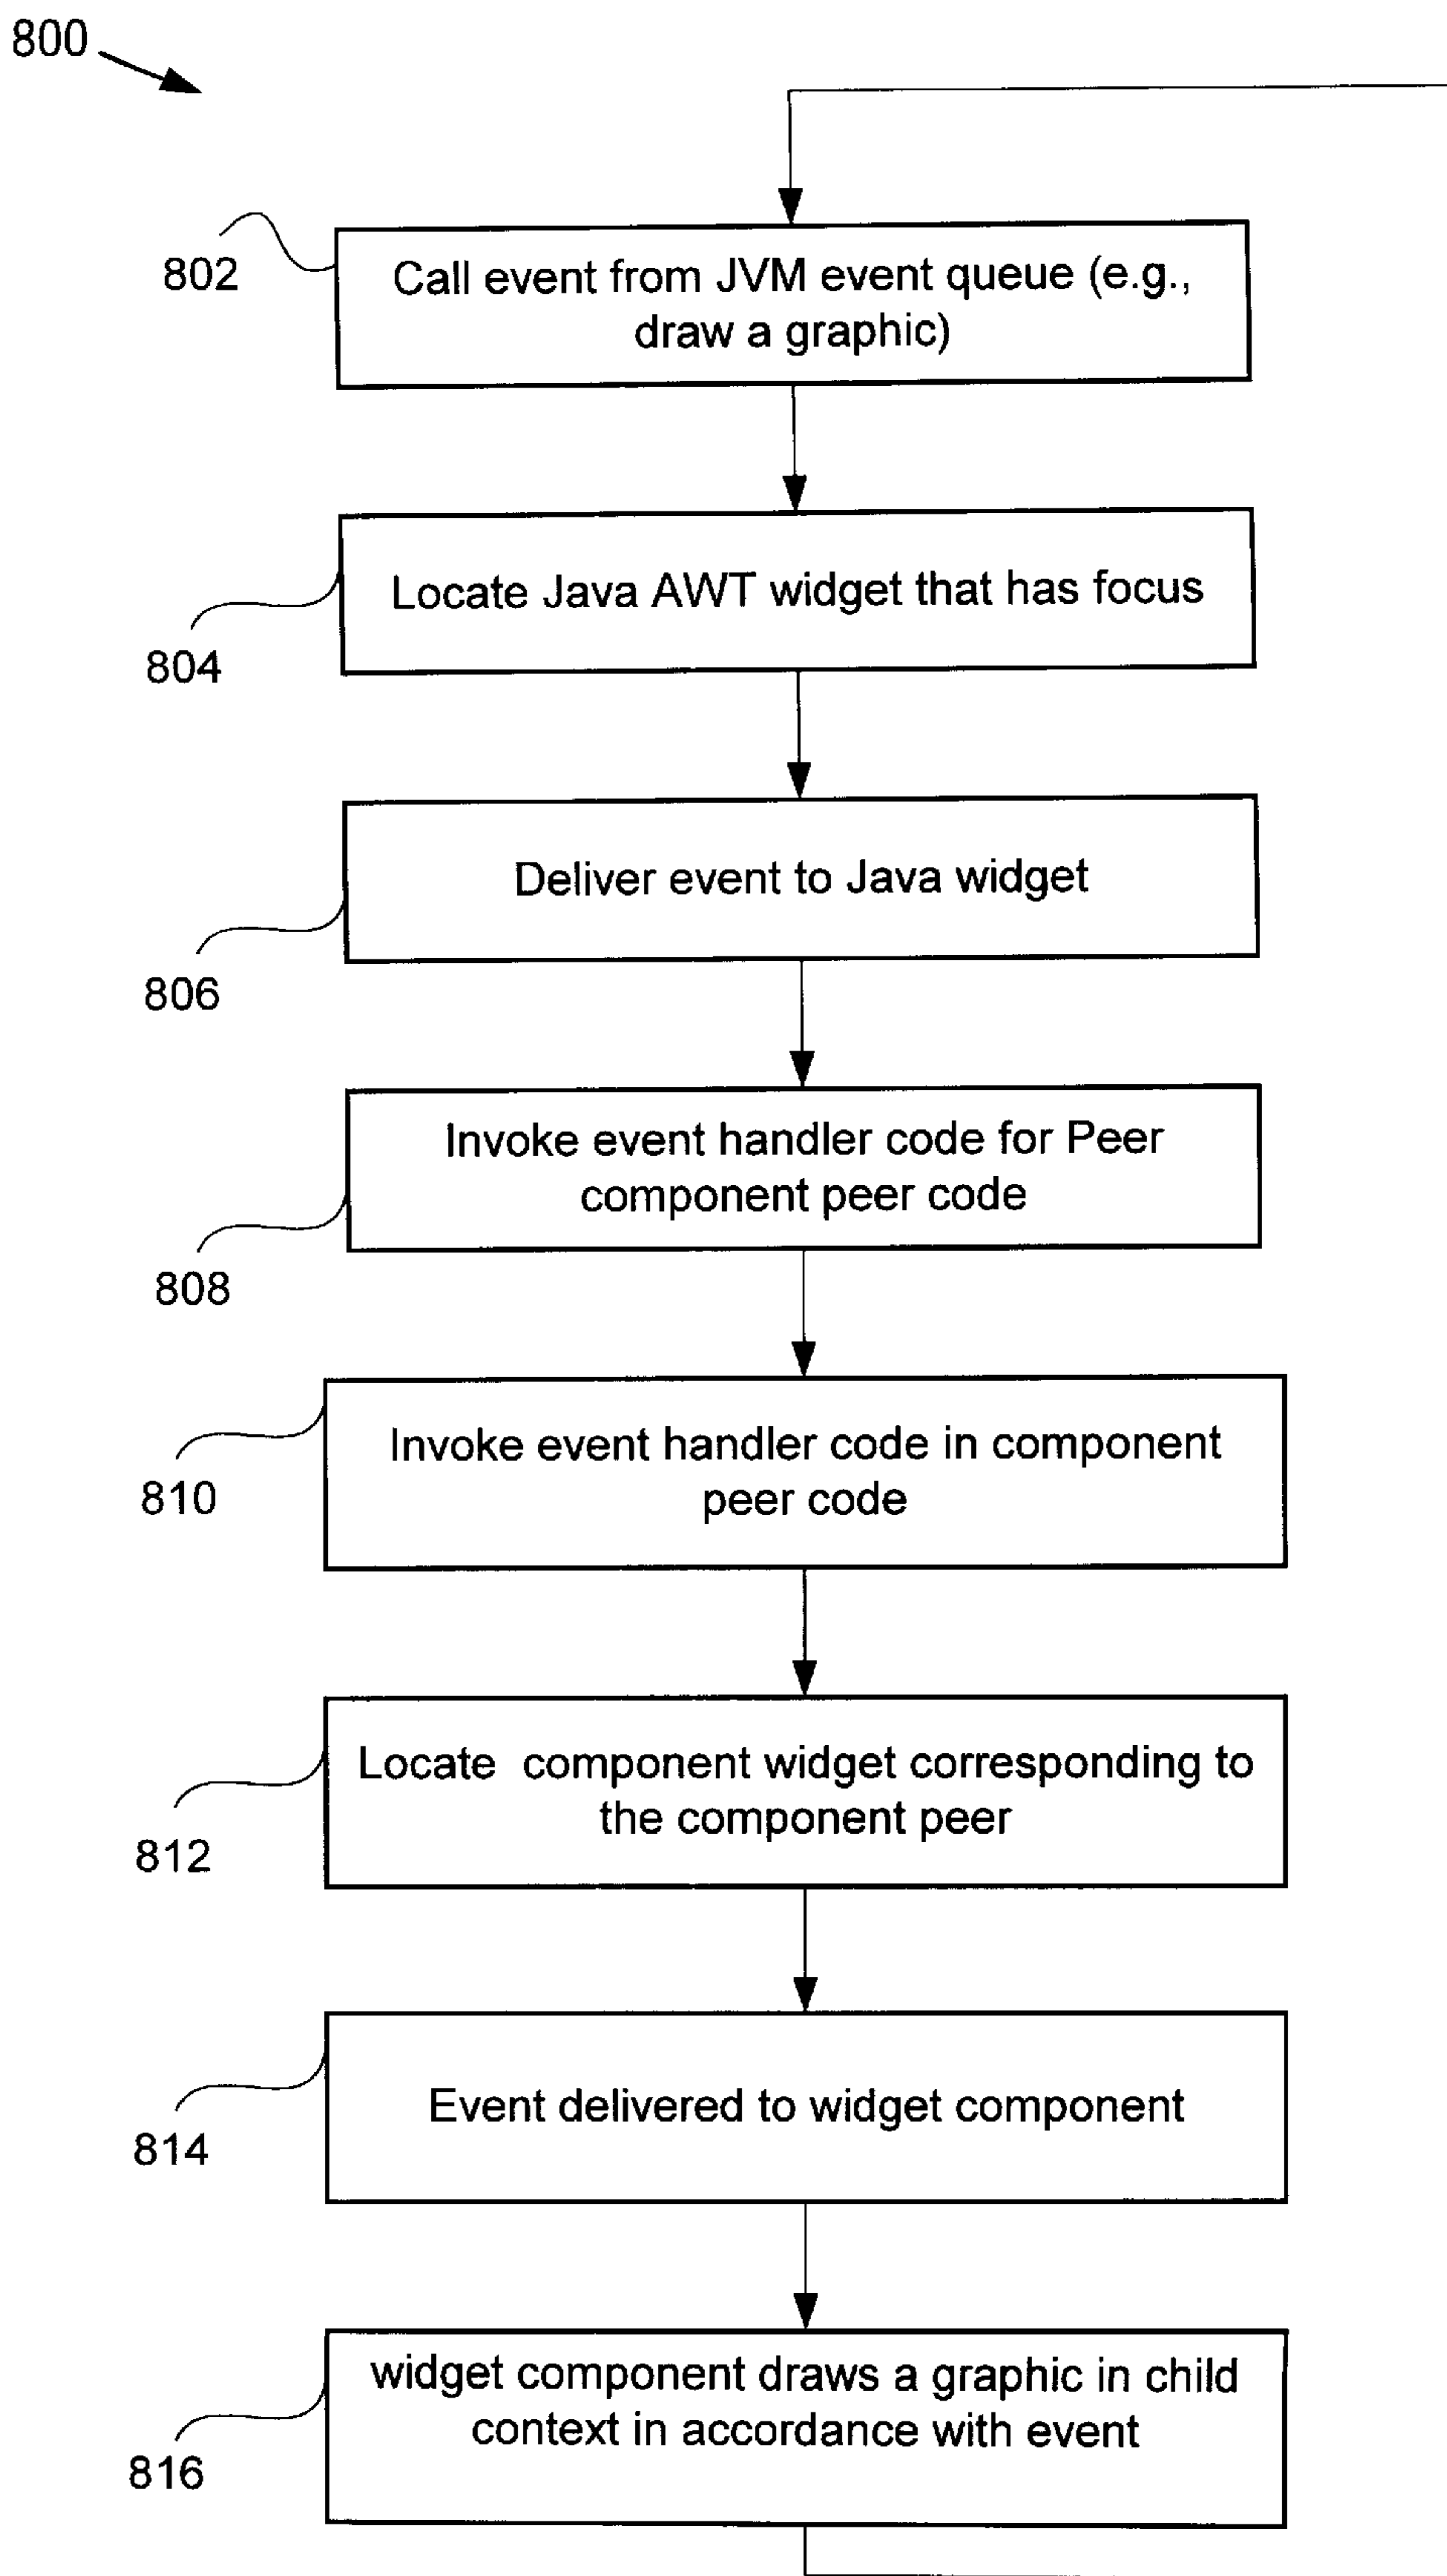 800
802
Call event from JVM event queue (e.g.,
draw a graphic)
804
Locate Java AWT widget that has focus
806
Deliver event to Java widget
808
Invoke event handler code for Peer
component peer code
810
Invoke event handler code in component
peer code
812
Locate component widget corresponding to
the component peer
814
Event delivered to widget component
816
widget component draws a graphic in child
context in accordance with event